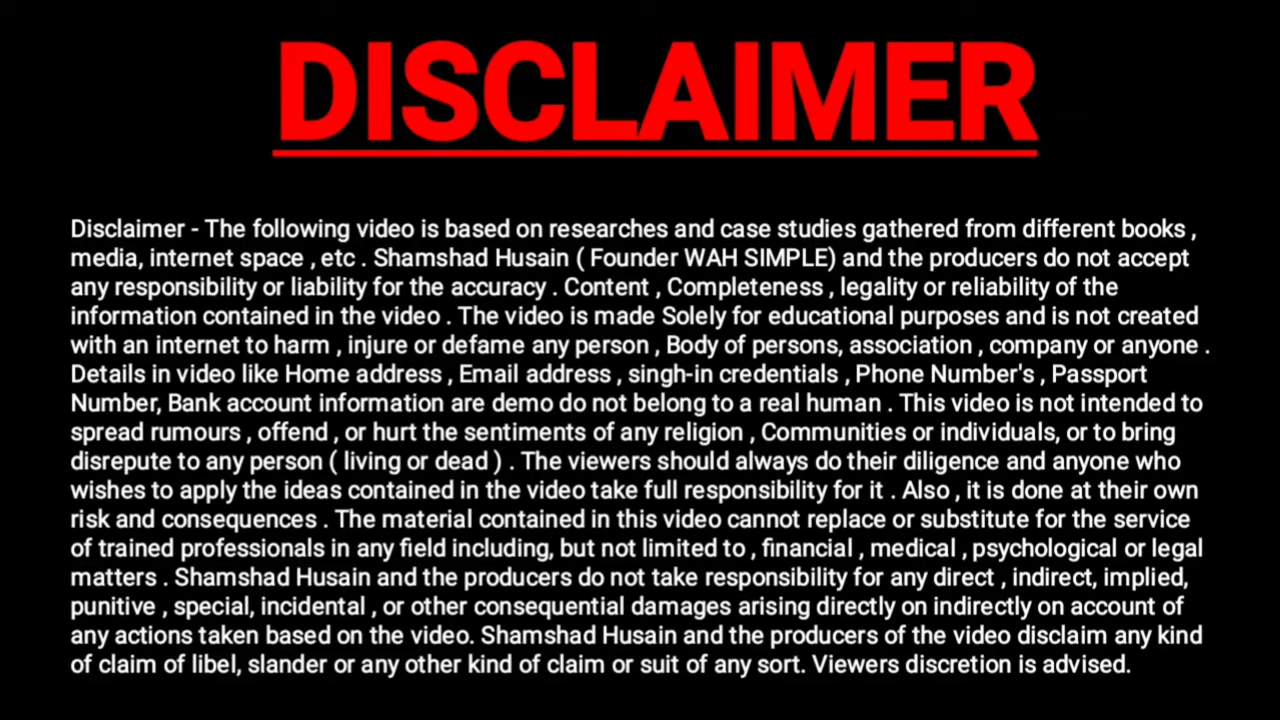 DISCLAIMER
Disclaimer - The following video is based on researches and case studies gathered from different books ,
media, internet space , etc . Shamshad Husain ( Founder WAH SIMPLE) and the producers do not accept
any responsibility or liability for the accuracy . Content , Completeness , legality or reliability of the
information contained in the video . The video is made Solely for educational purposes and is not created
with an internet to harm , injure or defame any person , Body of persons, association , company or anyone .
Details in video like Home address , Email address , singh-in credentials , Phone Number's , Passport
Number, Bank account information are demo do not belong to a real human . This video is not intended to
spread rumours , offend , or hurt the sentiments of any religion , Communities or individuals, or to bring
disrepute to any person ( living or dead ) . The viewers should always do their diligence and anyone who
wishes to apply the ideas contained in the video take full responsibility for it . Also , it is done at their own
risk and consequences . The material contained in this video cannot replace or substitute for the service
of trained professionals in any field including, but not limited to , financial , medical , psychological or legal
matters . Shamshad Husain and the producers do not take responsibility for any direct , indirect, implied,
punitive , special, incidental , or other consequential damages arising directly on indirectly on account of
any actions taken based on the video. Shamshad Husain and the producers of the video disclaim any kind
of claim of libel, slander or any other kind of claim or suit of any sort. Viewers discretion is advised.